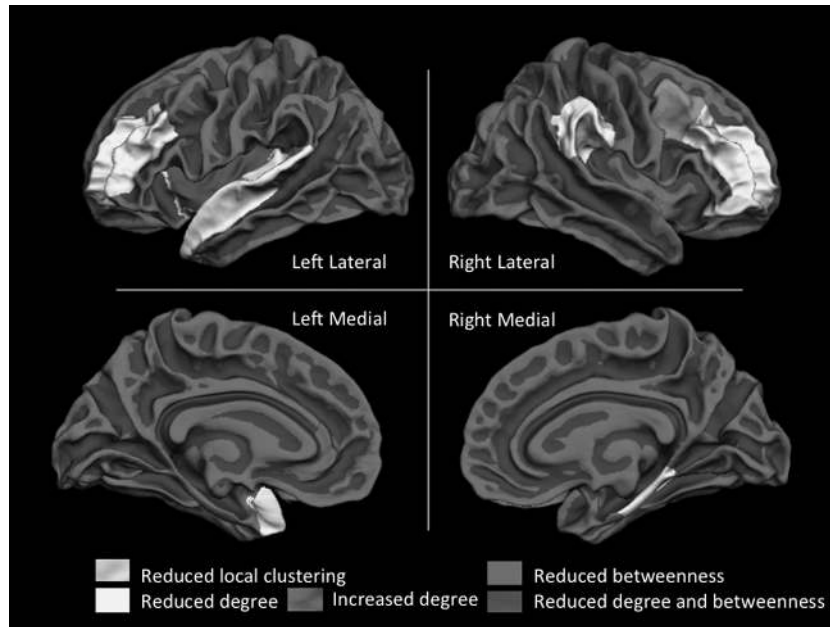 Left Lateral
Right Lateral
Left Medial
Right Medial
Reduced local clustering
Reduced betweenness
Reduced degree
Increased degree
Reduced degree and betweenness